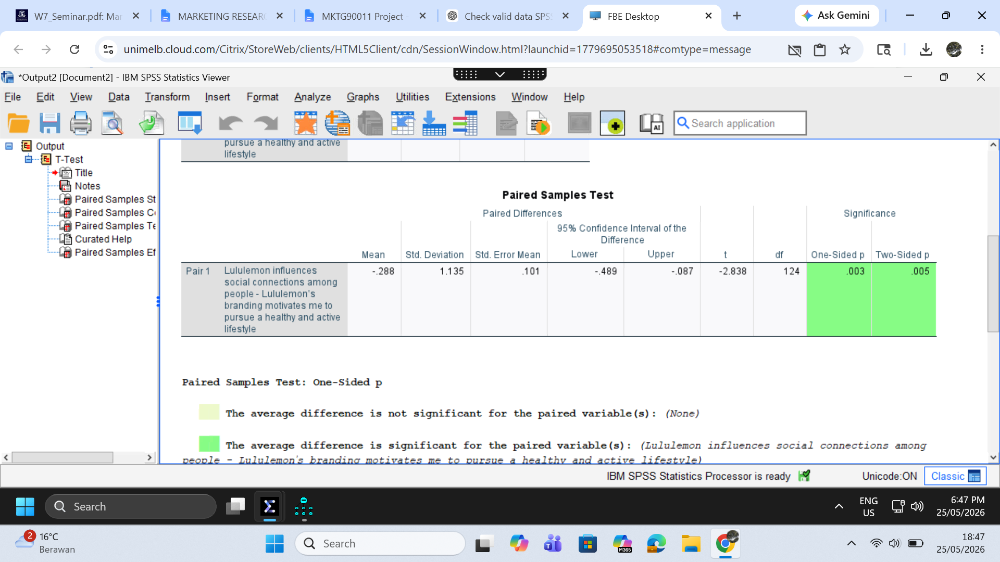 W7_Seminar.pdf: Mar
MARKETING RESEARC
MKTG90011 Project -
Check valid data SPSS
FBE Desktop
Ask Gemini
unimelb.cloud.com/Citrix/StoreWeb/clients/HTML5Client/cdn/SessionWindow.html?launchid=1779695053518#comtype=message
*Output2 [Document2] - IBM SPSS Statistics Viewer
File Edit View Data Transform Insert Format Analyze Graphs Utilities Extensions Window Help
AI
Search application
Output
T-Test
Title
Notes
Paired Samples St
Paired Samples C
Paired Samples Te
Curated Help
Paired Samples Ef
pursue a healthy and active
lifestyle
Paired Samples Test
Paired Differences Significance
95% Confidence Interval of the
Difference
Mean Std. Deviation Std. Error Mean Lower Upper t df One-Sided p Two-Sided p
Pair 1 Lululemon influences -.288 1.135 .101 -.489 -.087 -2.838 124 .003 .005
social connections among
people - Lululemon's
branding motivates me to
pursue a healthy and active
lifestyle
Paired Samples Test: One-Sided p
The average difference is not significant for the paired variable(s): (None)
The average difference is significant for the paired variable(s): (Lululemon influences social connections among
people - Lululemon's branding motivates me to pursue a healthy and active lifestyle)
IBM SPSS Statistics Processor is ready Unicode:ON Classic
Search
ENG
US
6:47 PM
25/05/2026
2
16°C
Berawan
Search
M365
18:47
25/05/2026